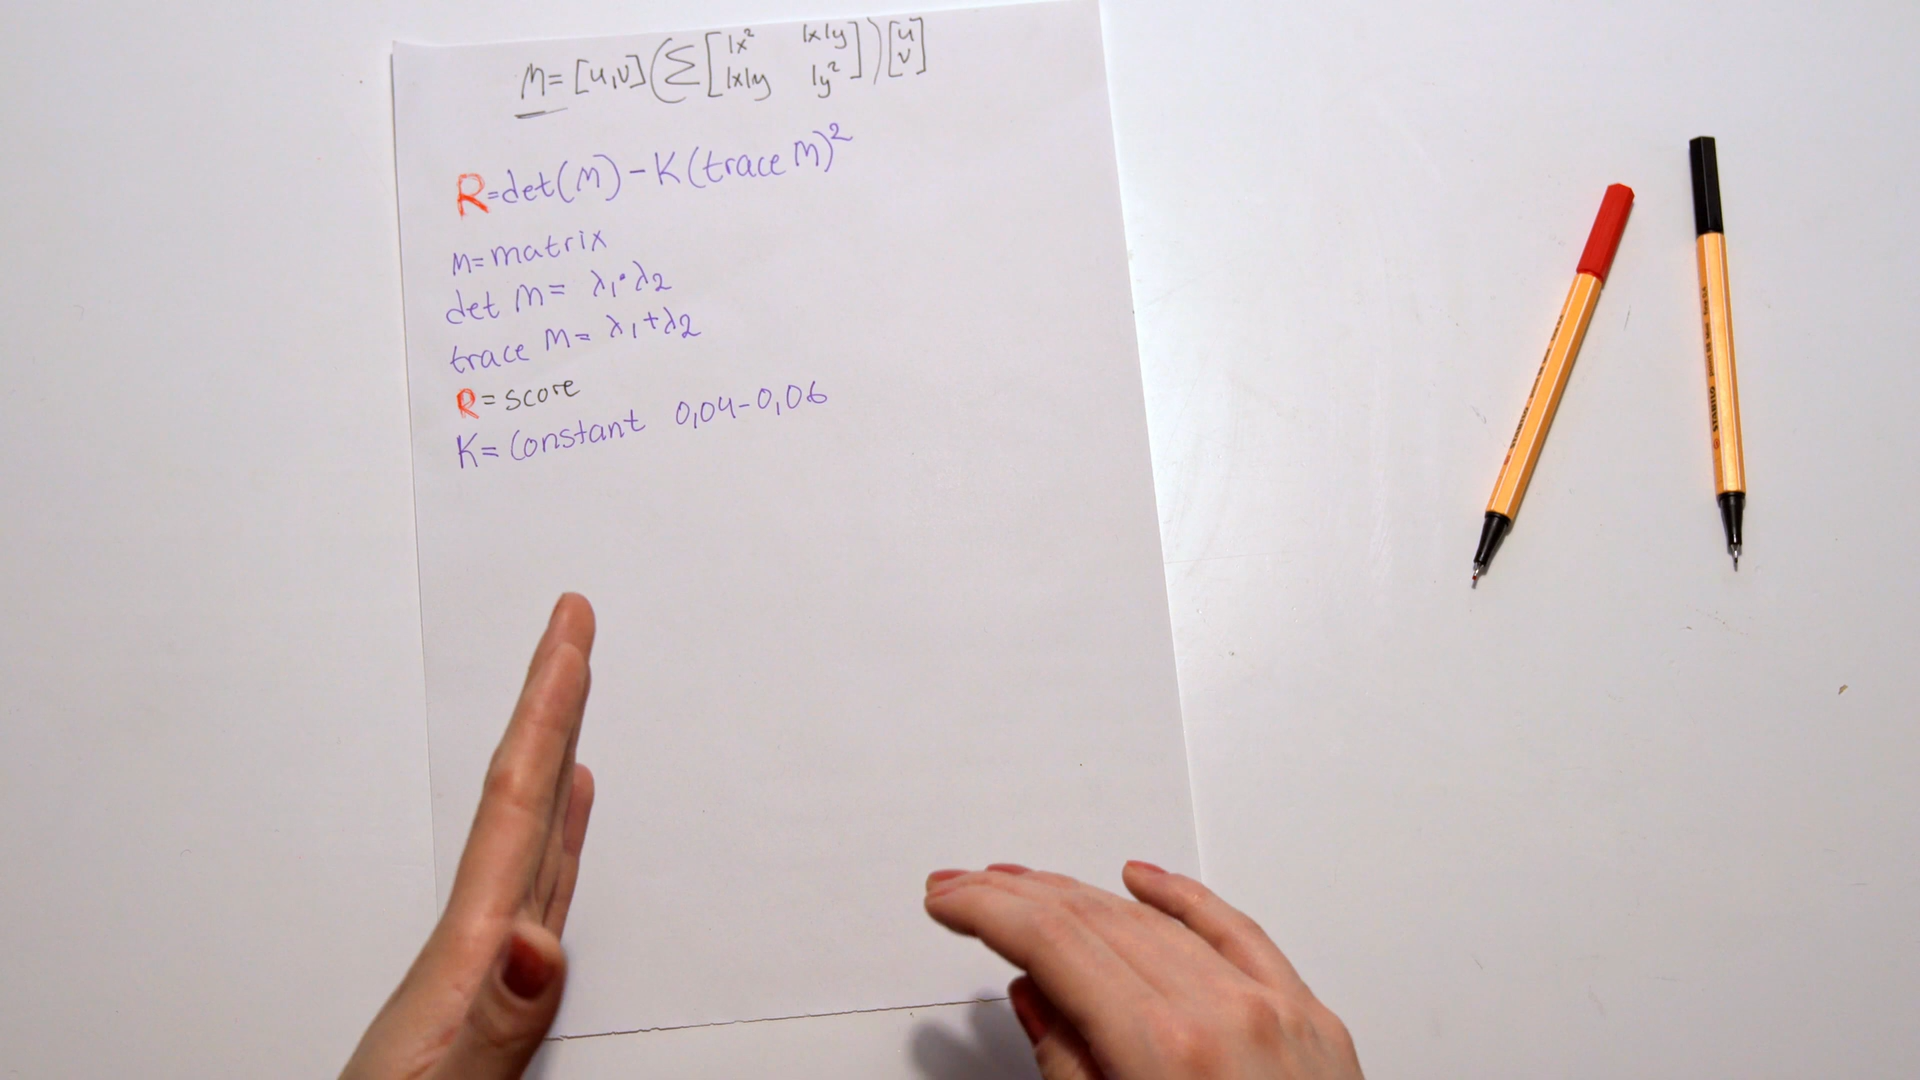 M= [u,v] (Σ [Ix² IxIy] ) [u]
IxIy Iy² v
R=det(M)-K(trace M)²
M=matrix
det M= λ₁·λ₂
trace M= λ₁+λ₂
R=score
K= Constant 0,04-0,06
STABILO